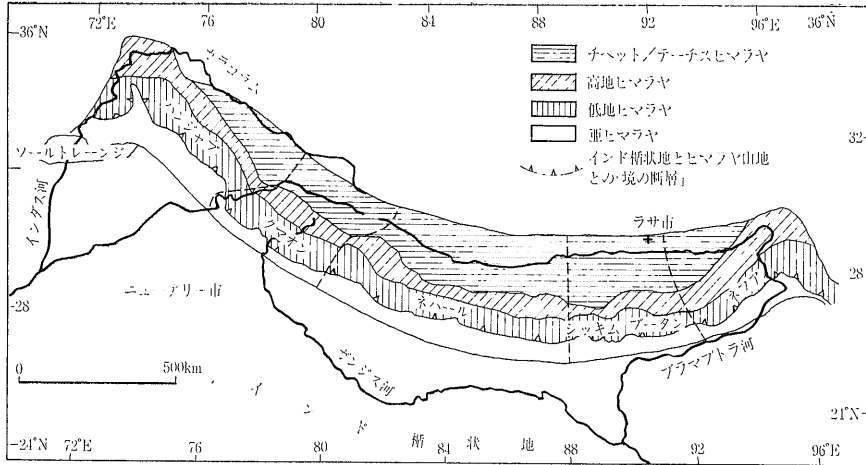 72°E 76 80 84 88 92 96°E 36°N
36°N
カラコルム
チベット/テーチスヒマラヤ
高地ヒマラヤ
低地ヒマラヤ
亜ヒマラヤ
インド楯状地とヒマラヤ山地
との境の断層
32
ソールトレーンジ
インダス河
ラサ市
クマオン
28
28
ニューデリー市
ネパール
シッキム
ブータン
ネファ
ブラマプトラ河
0 500km
ガンジス河
インド楯状地
21°N
24°N 72°E 76 80 84 88 92 96°E